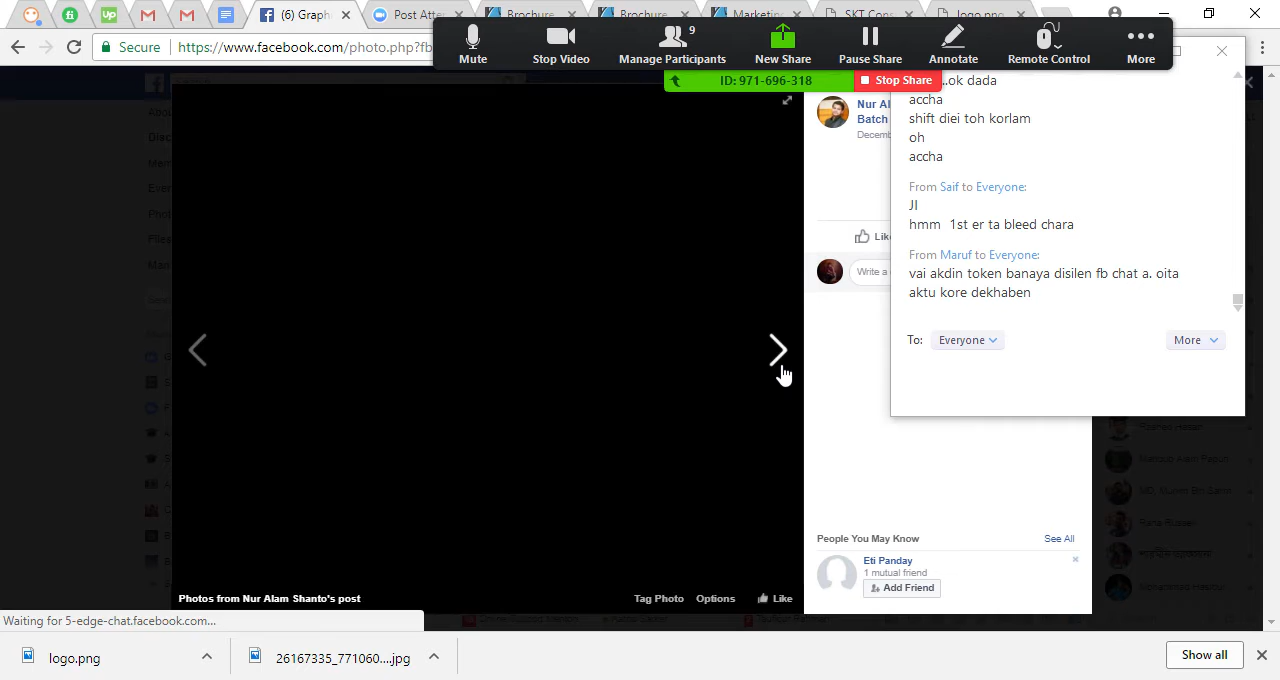 (6) Graph
Post Atte
Brochure
Brochure
Marketin
SKT Cons
logo.png
Secure
https://www.facebook.com/photo.php?fb
Mute
Stop Video
Manage Participants
9
New Share
Pause Share
Annotate
Remote Control
More
ID: 971-696-318
Stop Share
..ok dada
accha
shift diei toh korlam
oh
accha
From Saif to Everyone:
JI
hmm 1st er ta bleed chara
From Maruf to Everyone:
vai akdin token banaya disilen fb chat a. oita
aktu kore dekhaben
To:
Everyone
More
Nur Al
Batch
Decemb
Lik
Write a
People You May Know
See All
Eti Panday
1 mutual friend
Add Friend
Photos from Nur Alam Shanto's post
Tag Photo
Options
Like
Waiting for 5-edge-chat.facebook.com...
logo.png
26167335_771060....jpg
Show all